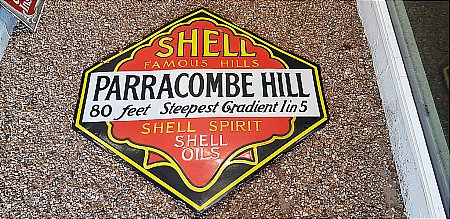 SHELL
FAMOUS HILLS
PARRACOMBE HILL
80 feet Steepest Gradient 1 in 5
SHELL SPIRIT
SHELL
OILS